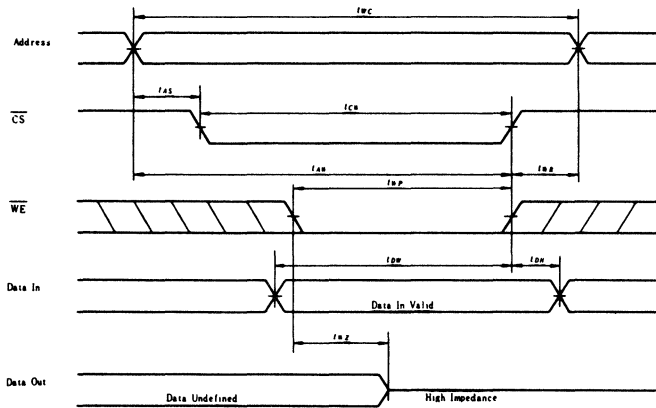 tWC
Address
tAS
tCW
CS
tAW
tWR
tWP
WE
tDW
tDH
Data In
Data In Valid
tWZ
Data Out
Data Undefined
High Impedance